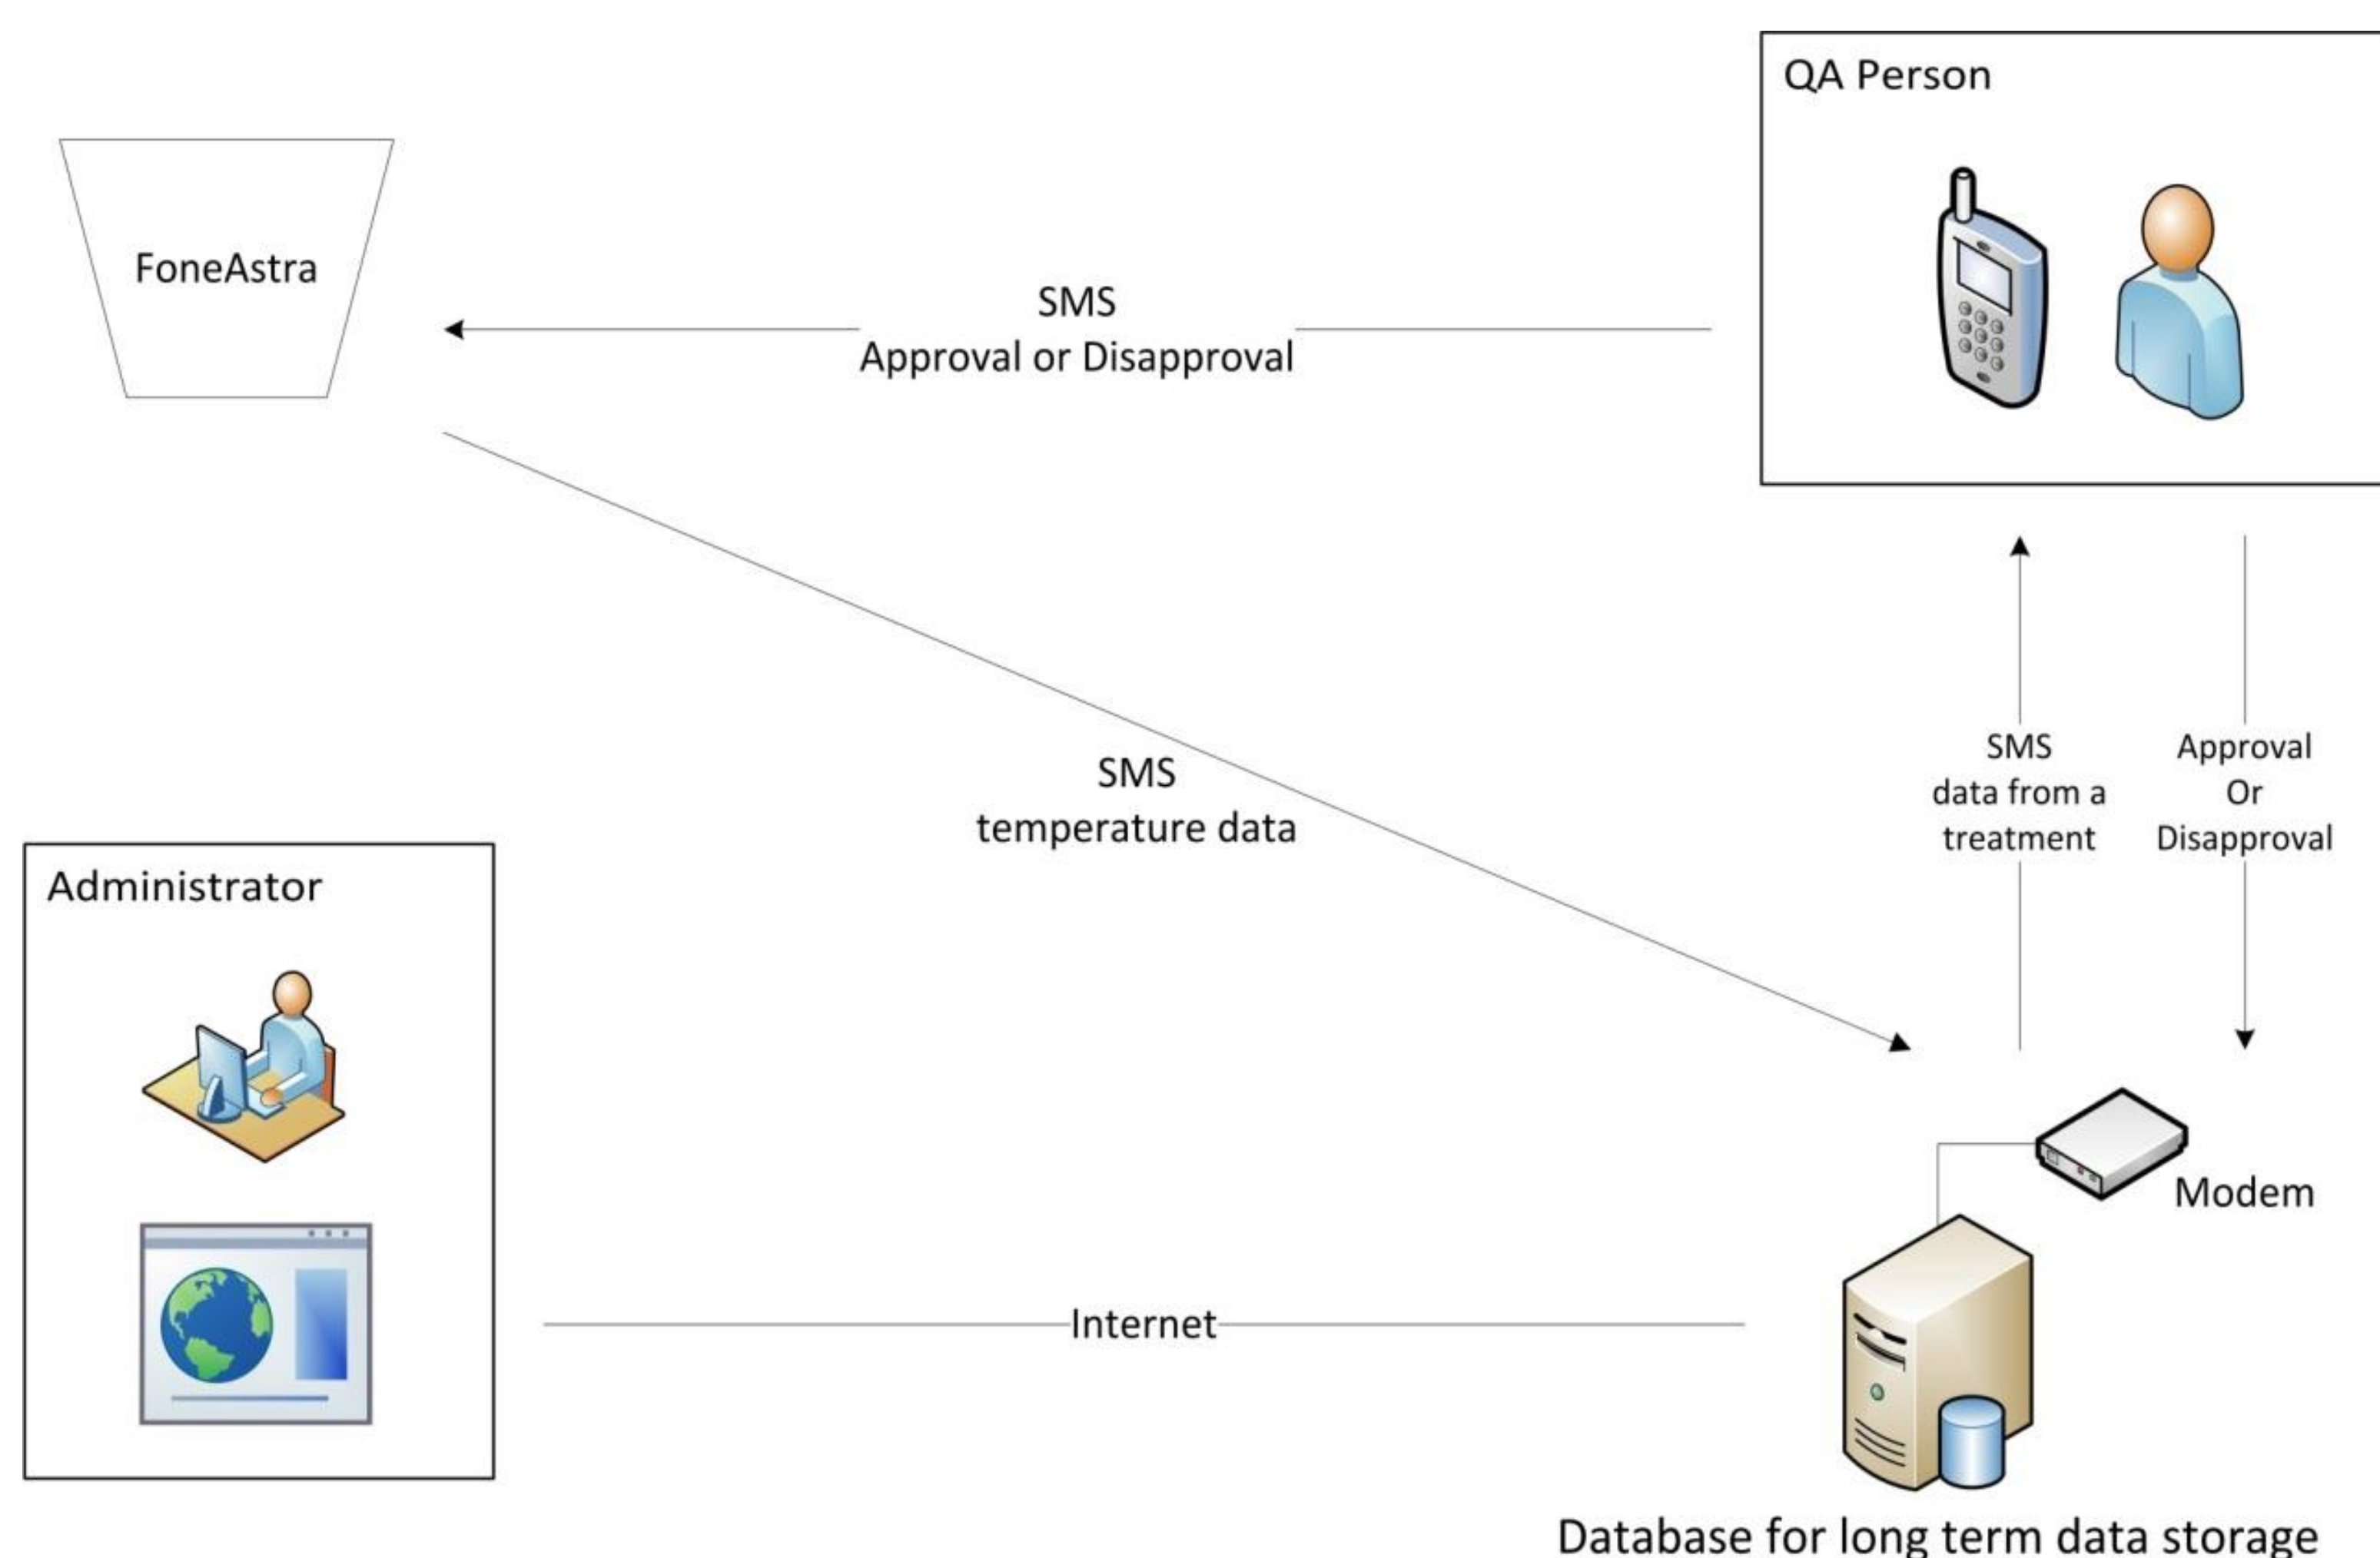 QA Person
FoneAstra
SMS
Approval or Disapproval
SMS
data from a
treatment
Approval
Or
Disapproval
SMS
temperature data
Administrator
Modem
Internet
Database for long term data storage